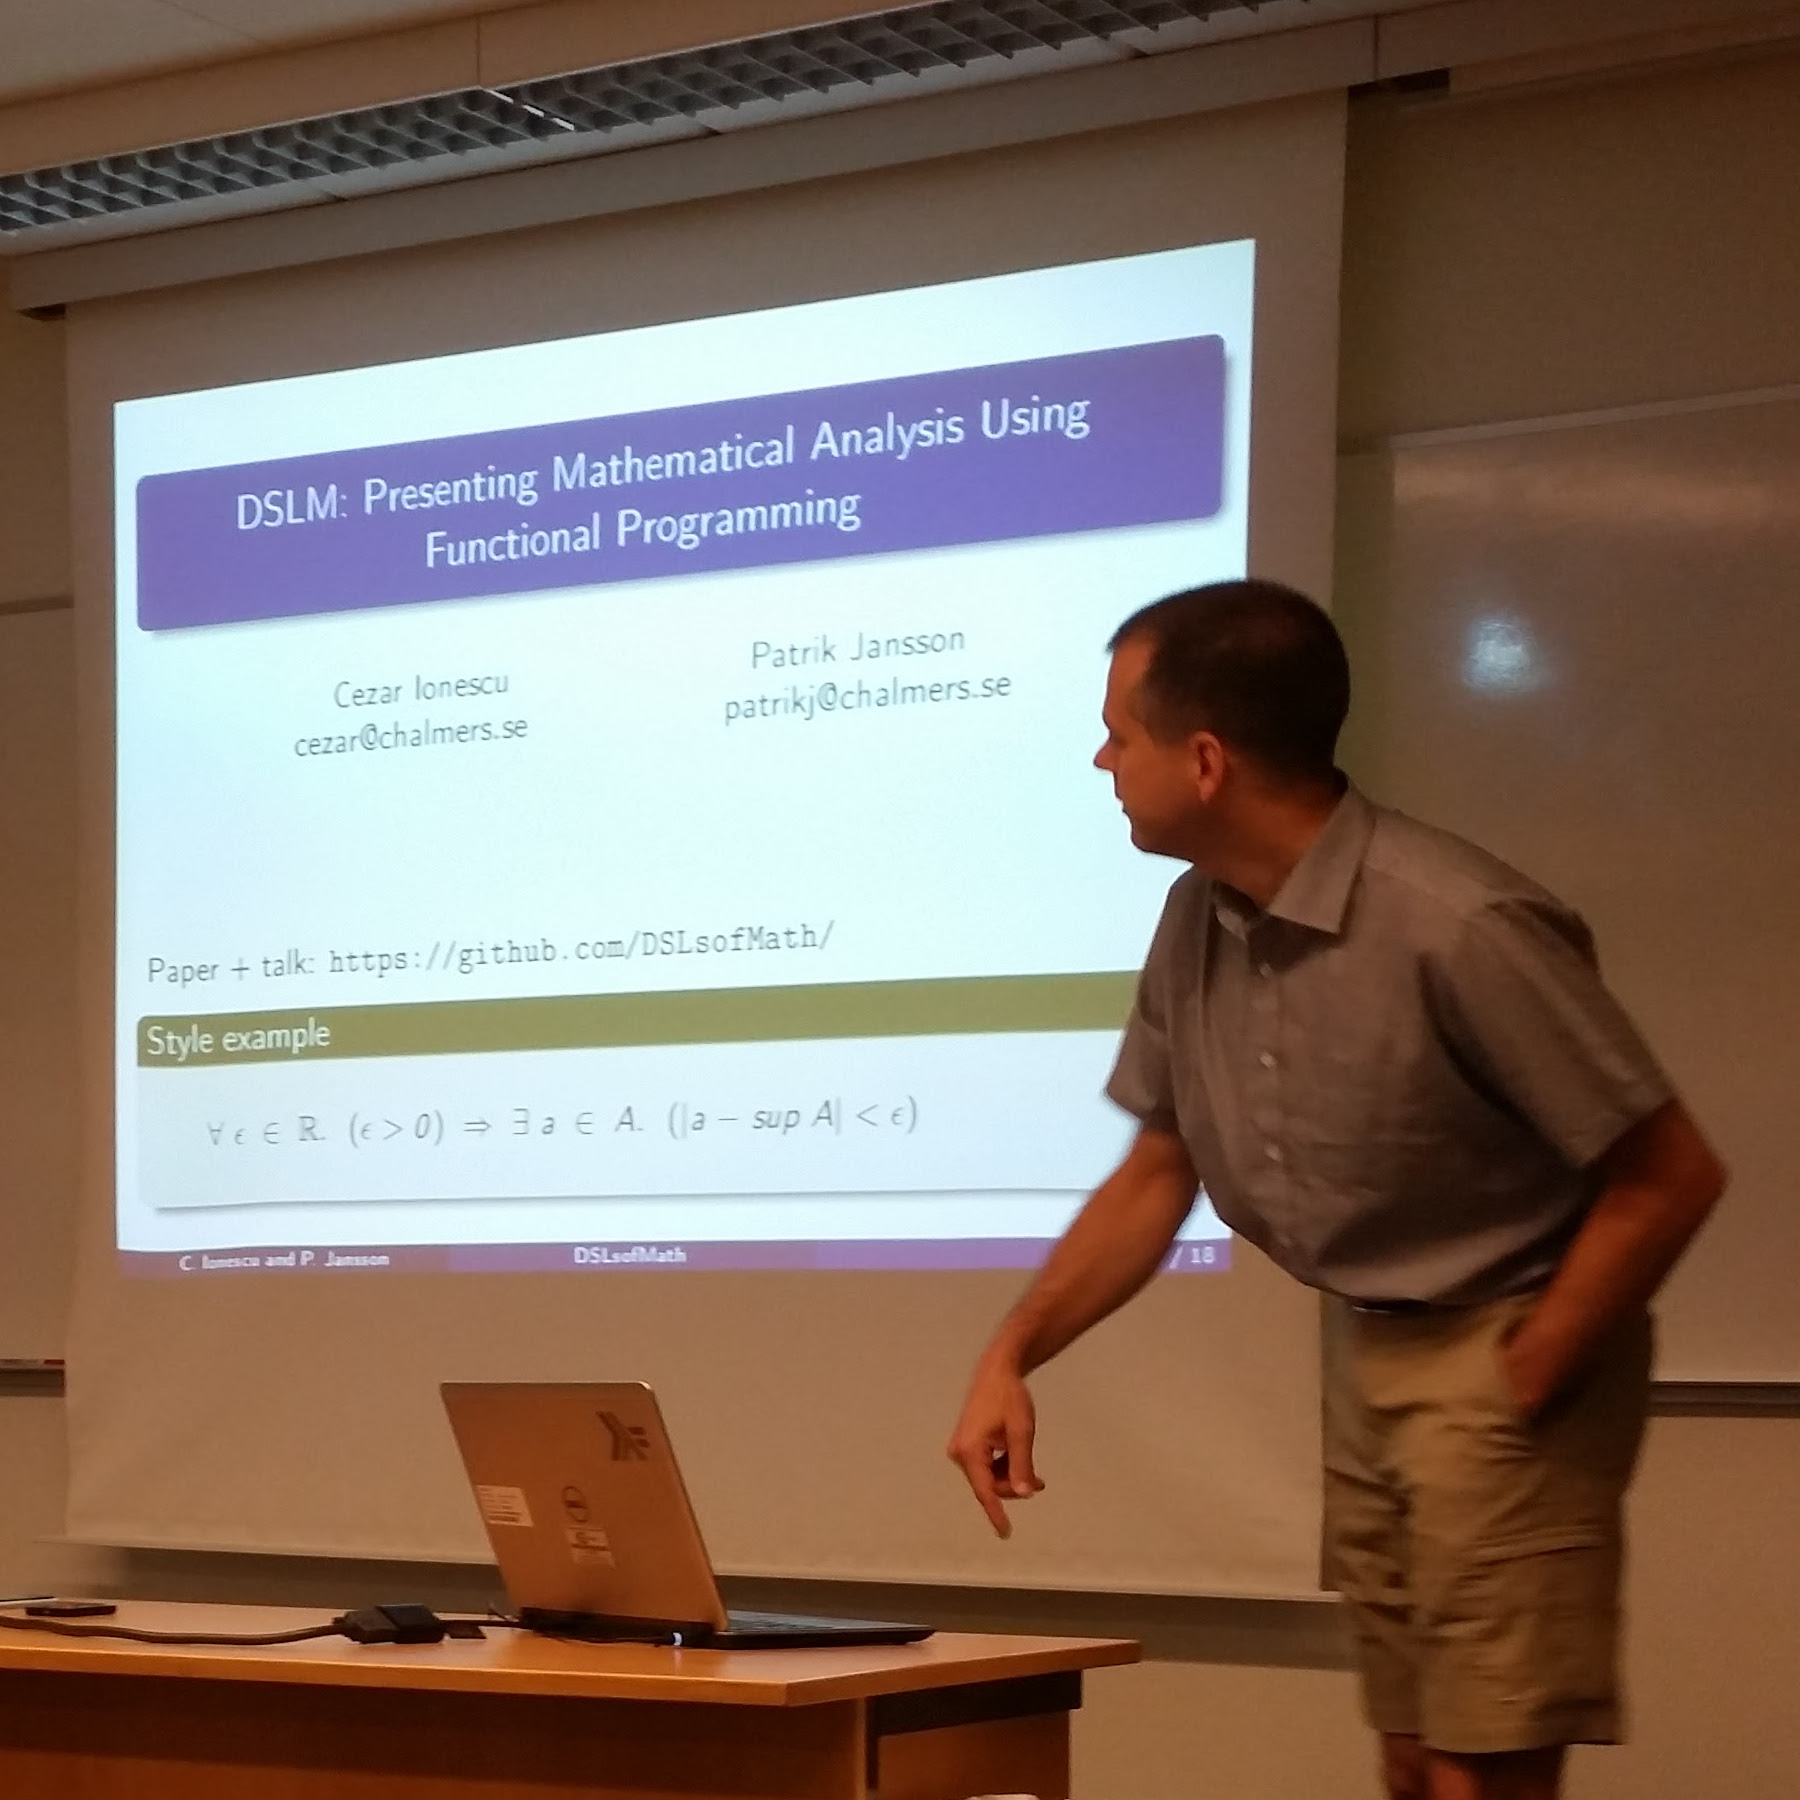 DSLM: Presenting Mathematical Analysis Using
Functional Programming
Cezar Ionescu
cezar@chalmers.se
Patrik Jansson
patrikj@chalmers.se
Paper + talk: https://github.com/DSLsofMath/
Style example
∀ ϵ ∈ ℝ. (ϵ > 0) ⇒ ∃ a ∈ A. (|a − sup A| < ϵ)
C. Ionescu and P. Jansson
DSLsofMath
/ 18